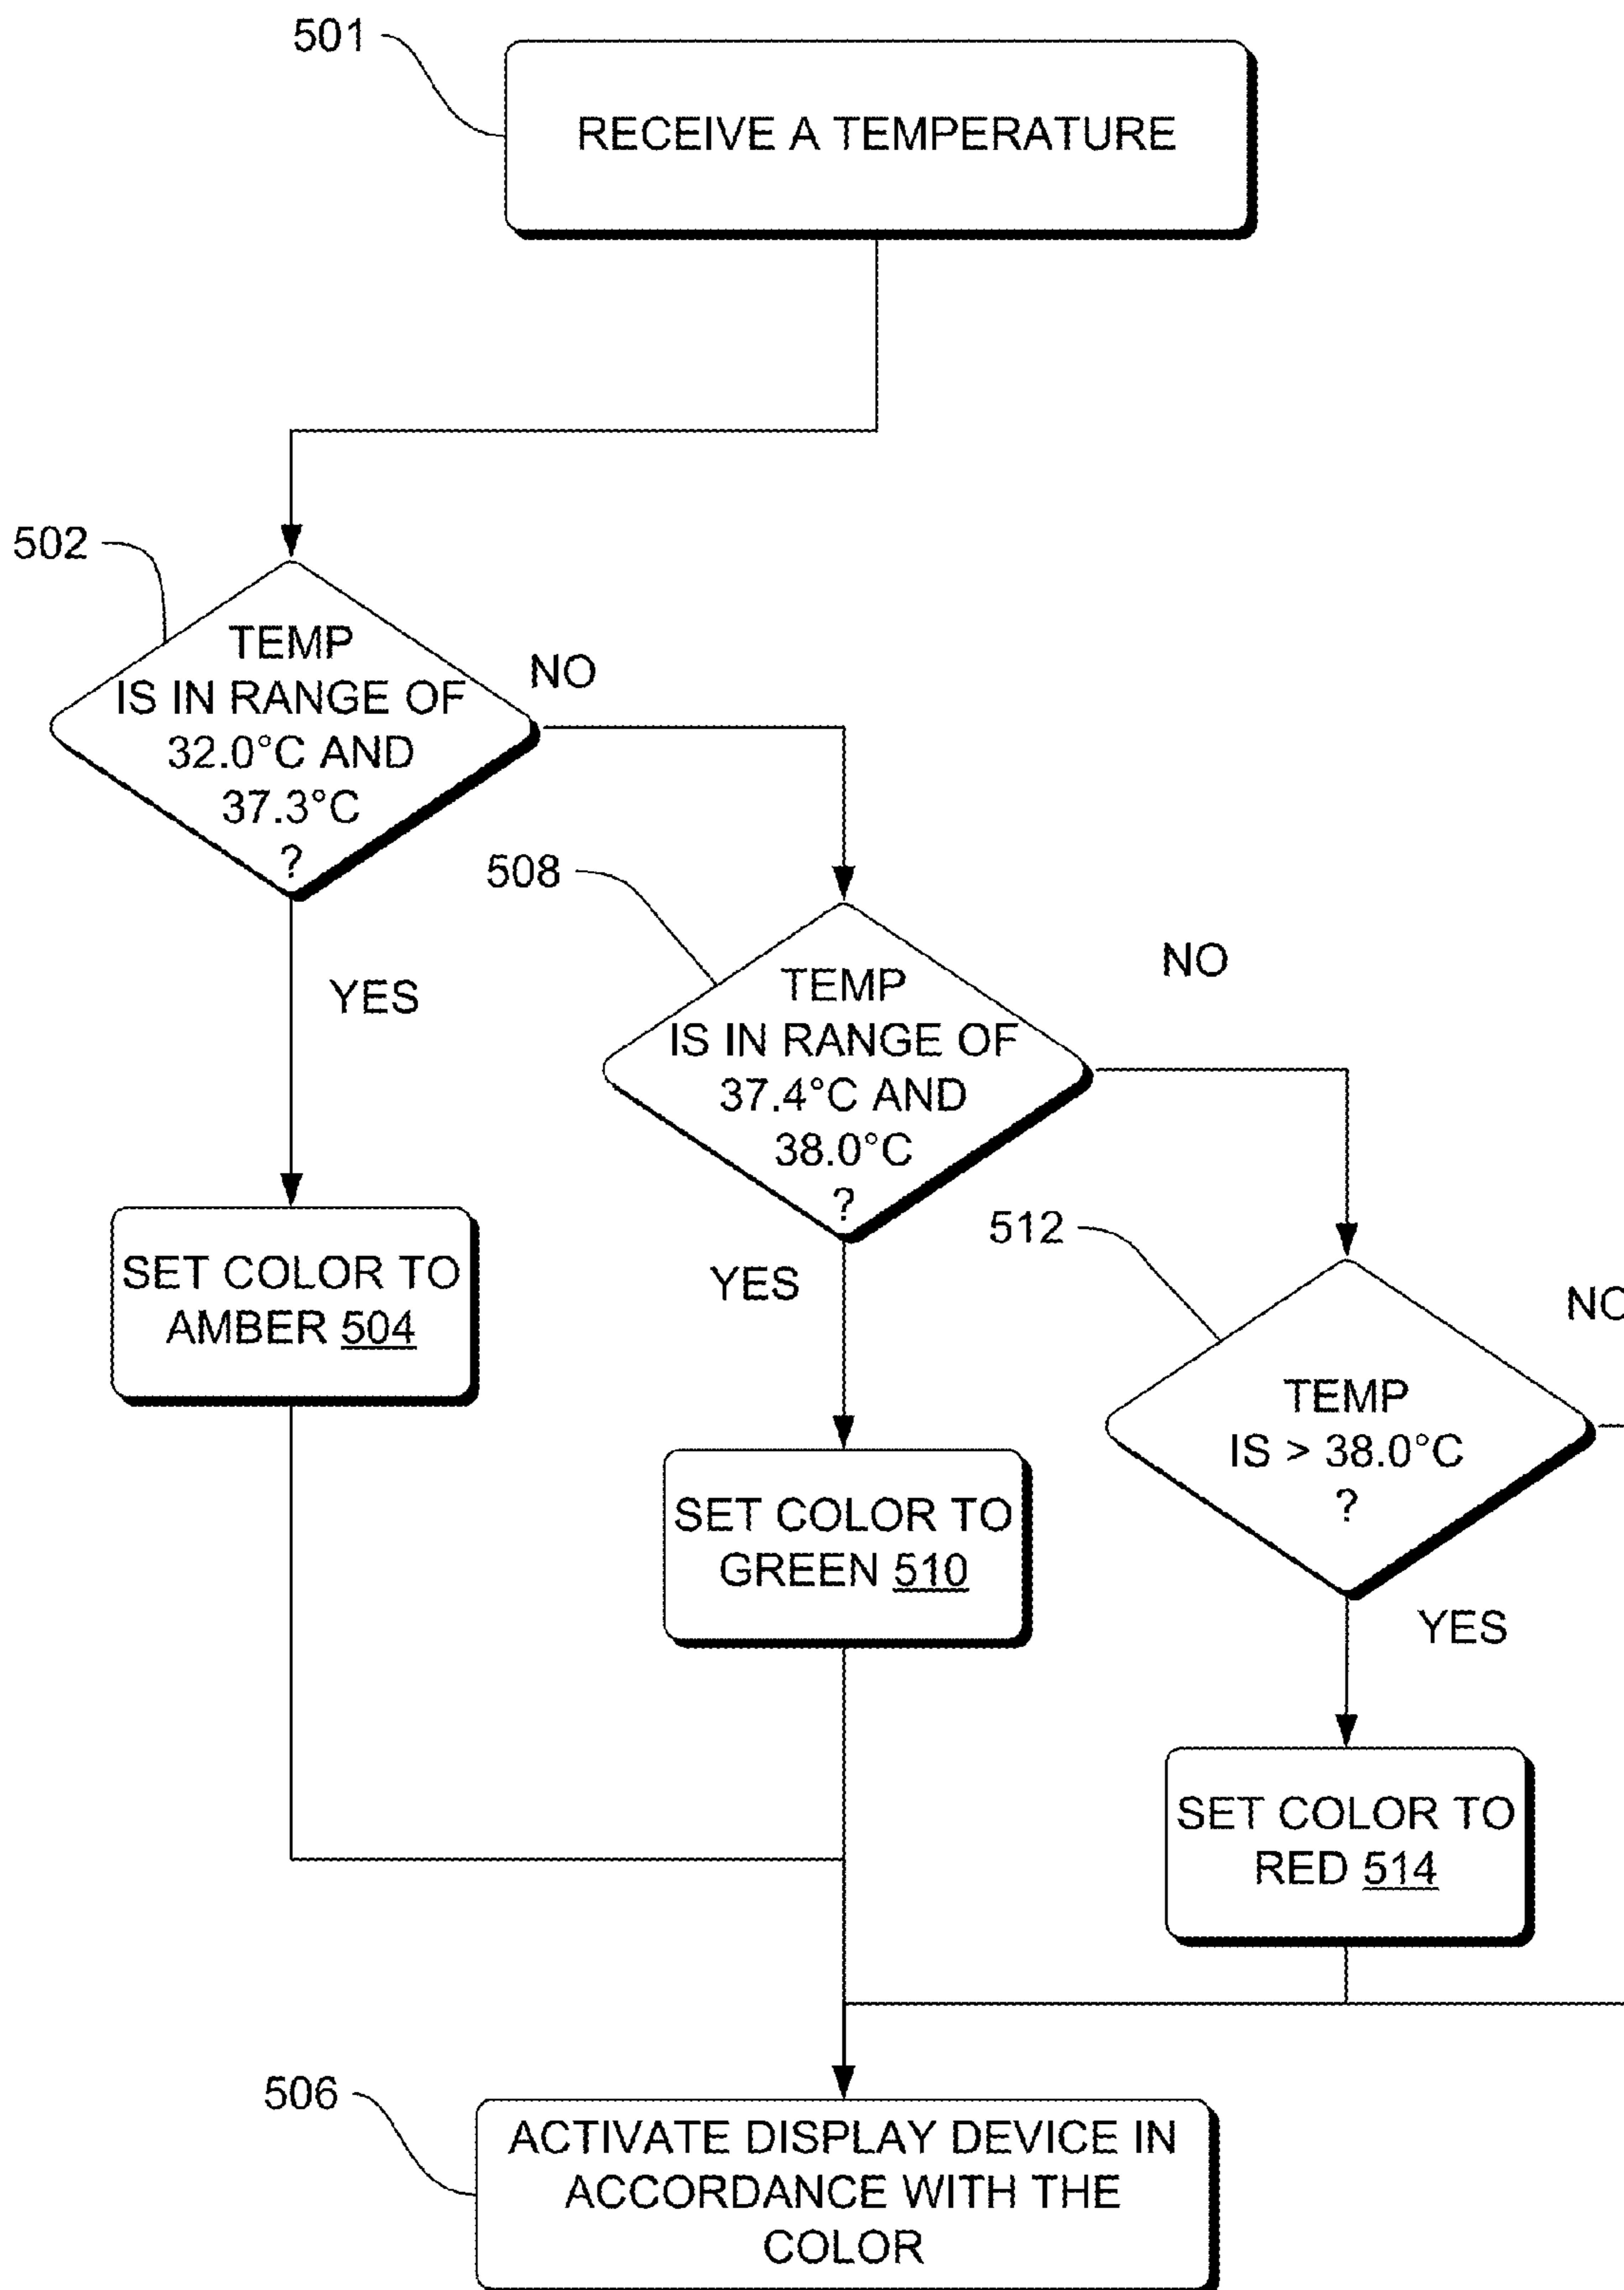 501
RECEIVE A TEMPERATURE
502
TEMP
IS IN RANGE OF
32.0°C AND
37.3°C
?
NO
YES
508
TEMP
IS IN RANGE OF
37.4°C AND
38.0°C
?
NO
YES
512
TEMP
IS > 38.0°C
?
NO
YES
SET COLOR TO
AMBER 504
SET COLOR TO
GREEN 510
SET COLOR TO
RED 514
506
ACTIVATE DISPLAY DEVICE IN
ACCORDANCE WITH THE
COLOR